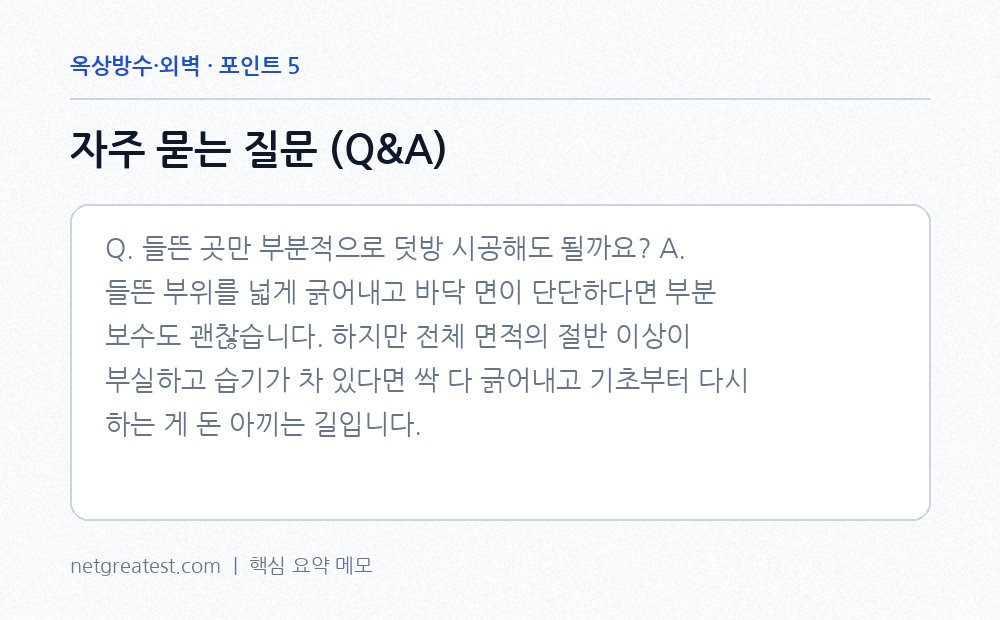 옥상방수·외벽 · 포인트 5
자주 묻는 질문 (Q&A)
Q. 들뜬 곳만 부분적으로 덧방 시공해도 될까요? A.
들뜬 부위를 넓게 긁어내고 바닥 면이 단단하다면 부분
보수도 괜찮습니다. 하지만 전체 면적의 절반 이상이
부실하고 습기가 차 있다면 싹 다 긁어내고 기초부터 다시
하는 게 돈 아끼는 길입니다.
netgreatest.com | 핵심 요약 메모